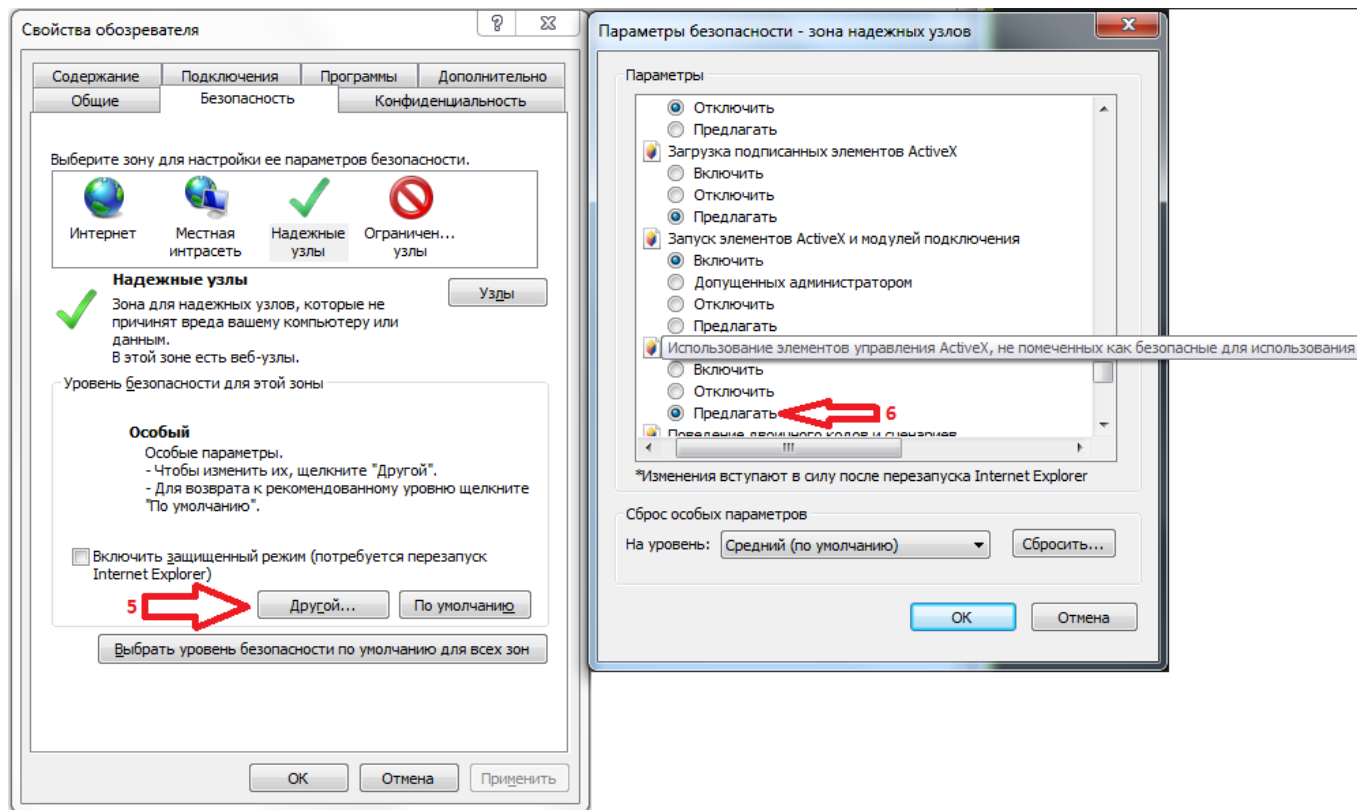 Свойства обозревателя
Содержание Подключения Программы Дополнительно
Общие Безопасность Конфиденциальность
Выберите зону для настройки ее параметров безопасности.
Интернет Местная интрасеть Надежные узлы Ограничен... узлы
Надежные узлы
Узлы
Зона для надежных узлов, которые не
причинят вреда вашему компьютеру или
данным.
В этой зоне есть веб-узлы.
Уровень безопасности для этой зоны
Особый
Особые параметры.
- Чтобы изменить их, щелкните "Другой".
- Для возврата к рекомендованному уровню щелкните
"По умолчанию".
Включить защищенный режим (потребуется перезапуск
Internet Explorer)
5 Другой... По умолчанию
Выбрать уровень безопасности по умолчанию для всех зон
ОК Отмена Применить
Параметры безопасности - зона надежных узлов
Параметры
Отключить
Предлагать
Загрузка подписанных элементов ActiveX
Включить
Отключить
Предлагать
Запуск элементов ActiveX и модулей подключения
Включить
Допущенных администратором
Отключить
Предлагать
Использование элементов управления ActiveX, не помеченных как безопасные для использования
Включить
Отключить
Предлагать 6
Поведение двоичного кодов и сценариев
*Изменения вступают в силу после перезапуска Internet Explorer
Сброс особых параметров
На уровень: Средний (по умолчанию) Сбросить...
ОК Отмена